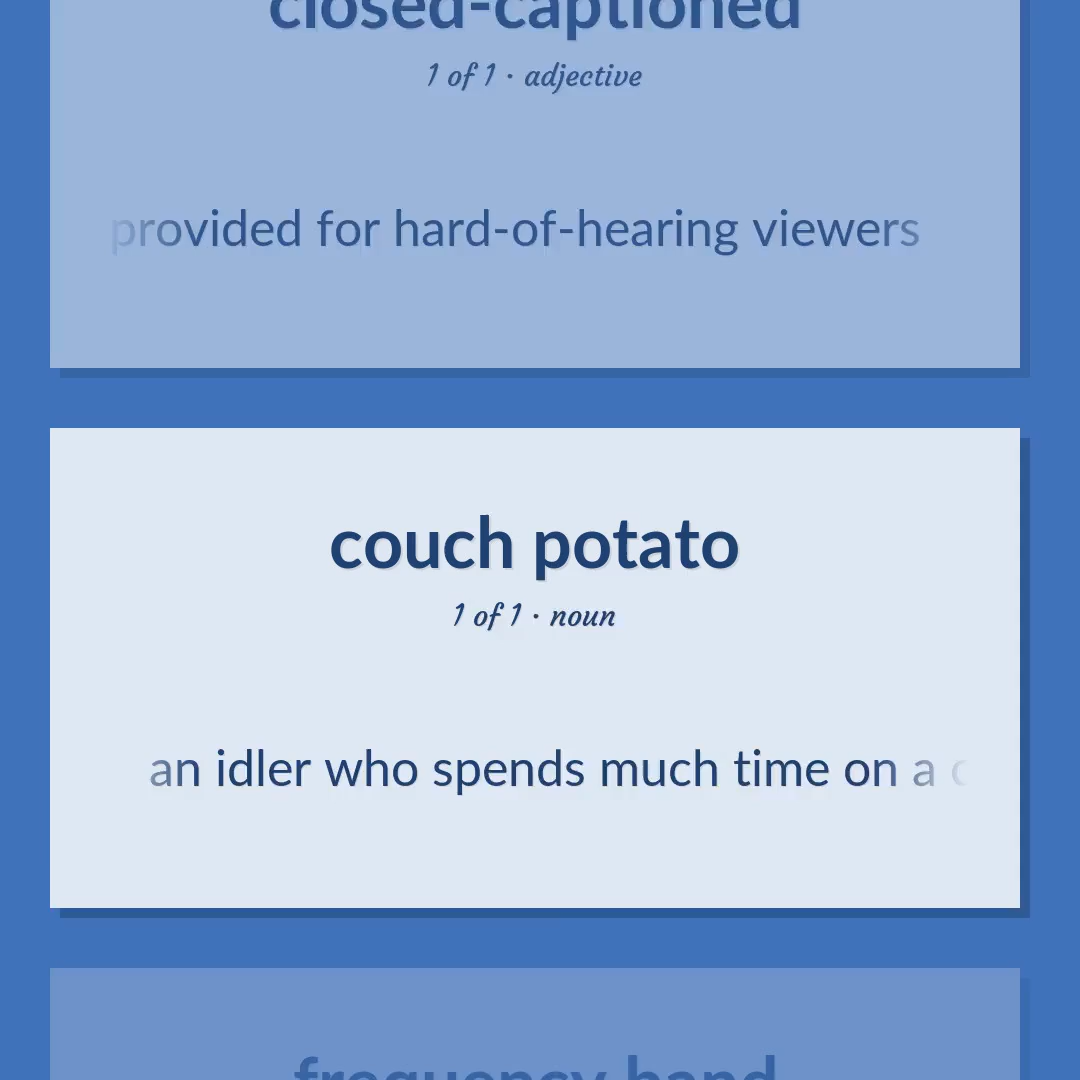 closed-captioned
1 of 1 · adjective
provided for hard-of-hearing viewers
couch potato
1 of 1 · noun
an idler who spends much time on a
frequency band